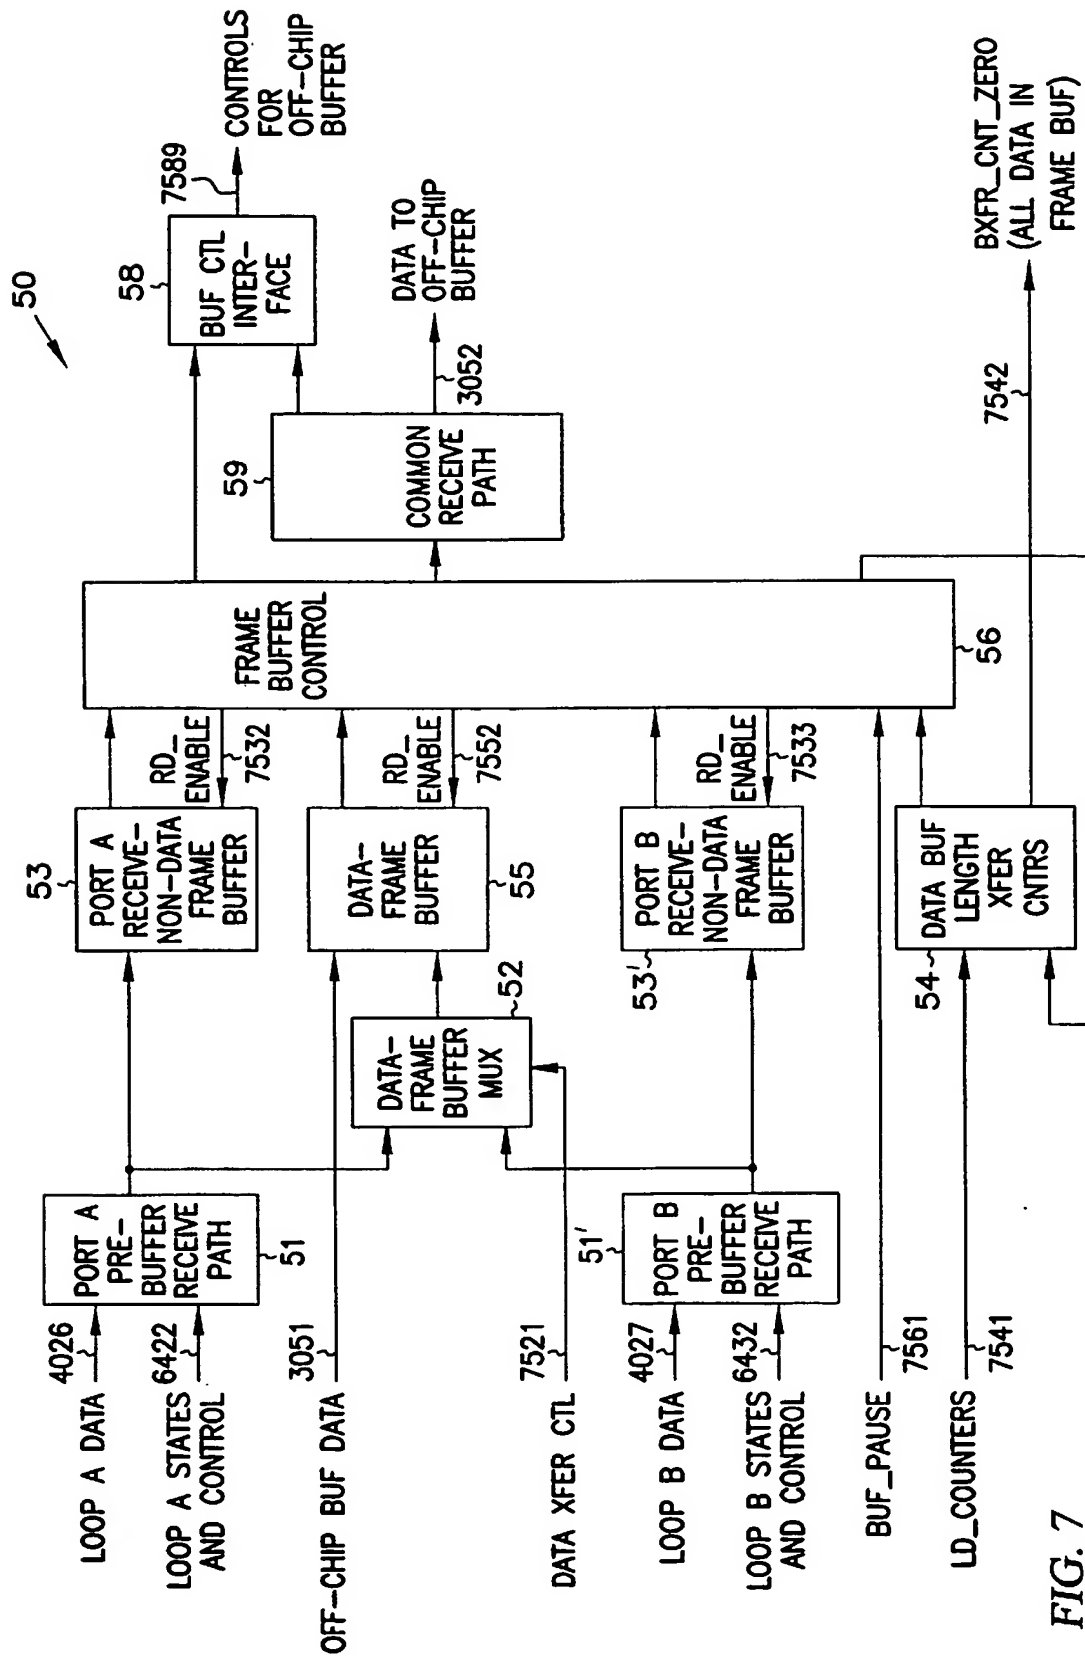 50
LOOP A DATA
4026
LOOP A STATES
AND CONTROL
6422
PORT A
PRE-
BUFFER
RECEIVE
PATH
51
53
PORT A
RECEIVE-
NON-DATA
FRAME
BUFFER
RD_
ENABLE
7532
OFF-CHIP BUF DATA
3051
DATA-
FRAME
BUFFER
MUX
52
DATA-
FRAME
BUFFER
55
RD_
ENABLE
7552
DATA XFER CTL
7521
LOOP B DATA
4027
LOOP B STATES
AND CONTROL
6432
51'
PORT B
PRE-
BUFFER
RECEIVE
PATH
53'
PORT B
RECEIVE-
NON-DATA
FRAME
BUFFER
RD_
ENABLE
7533
BUF_PAUSE
7561
LD_COUNTERS
7541
54
DATA BUF
LENGTH
XFER
CNTRS
FRAME
BUFFER
CONTROL
56
59
COMMON
RECEIVE
PATH
58
BUF CTL
INTER-
FACE
7589
CONTROLS
FOR
OFF-CHIP
BUFFER
3052
DATA TO
OFF-CHIP
BUFFER
7542
BXFR_CNT_ZERO
(ALL DATA IN
FRAME BUF)
FIG. 7